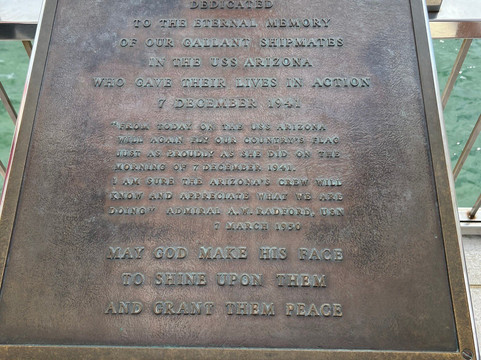 DEDICATED
TO THE ETERNAL MEMORY
OF OUR GALLANT SHIPMATES
IN THE USS ARIZONA
WHO GAVE THEIR LIVES IN ACTION
7 DECEMBER 1941
"FROM TODAY ON THE USS ARIZONA
WILL AGAIN FLY OUR COUNTRY'S FLAG
JUST AS PROUDLY AS SHE DID ON THE
MORNING OF 7 DECEMBER 1941.
I AM SURE THE ARIZONA'S CREW WILL
KNOW AND APPRECIATE WHAT WE ARE
DOING" ADMIRAL A.W. RADFORD, USN
7 MARCH 1950
MAY GOD MAKE HIS FACE
TO SHINE UPON THEM
AND GRANT THEM PEACE